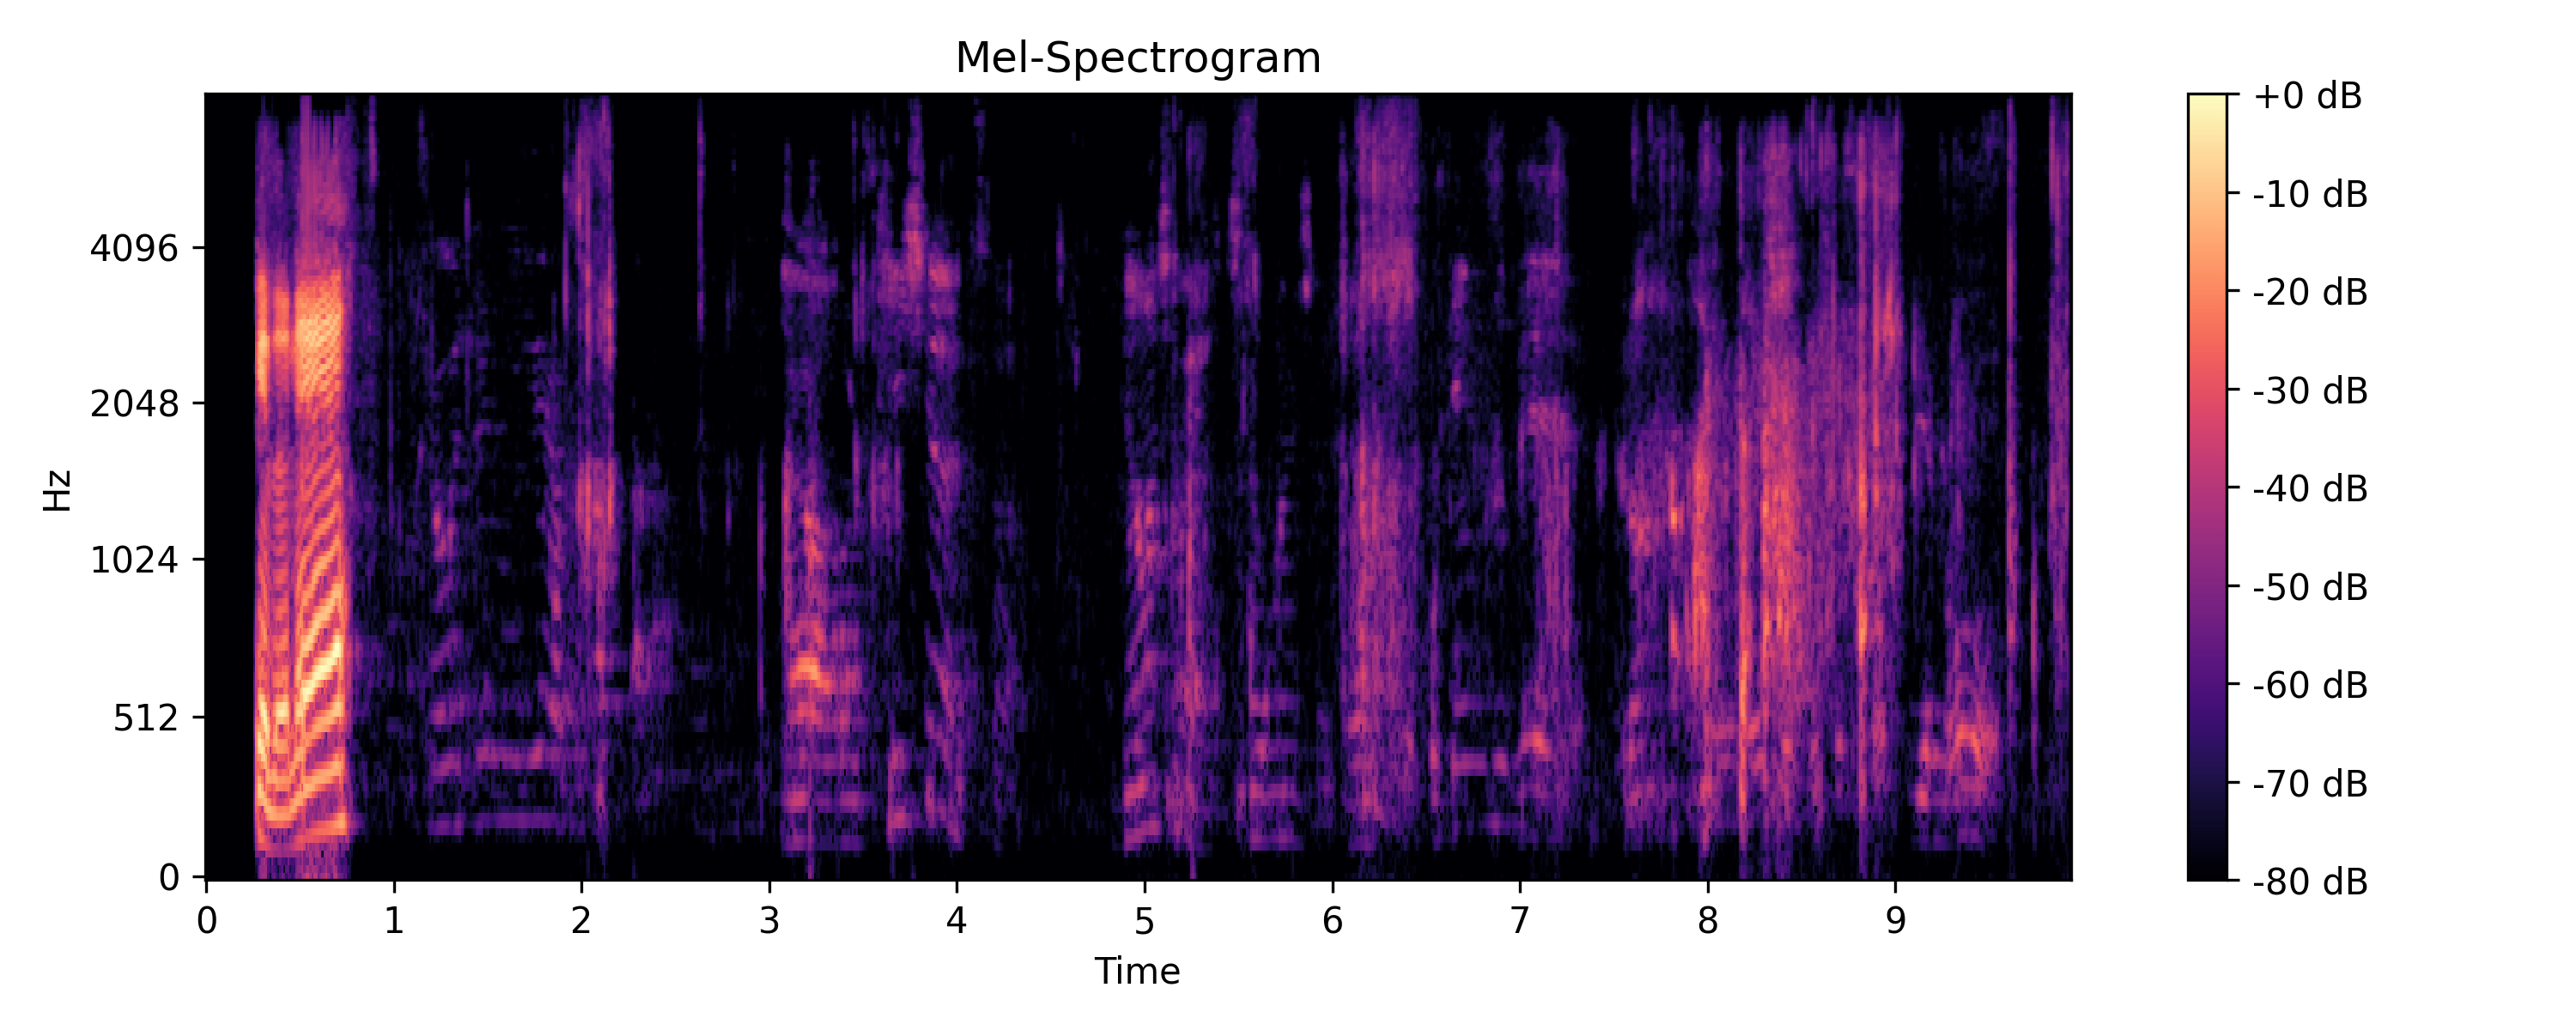 Mel-Spectrogram
+0 dB
-10 dB
-20 dB
-30 dB
-40 dB
-50 dB
-60 dB
-70 dB
-80 dB
Hz
4096
2048
1024
512
0
0 1 2 3 4 5 6 7 8 9
Time